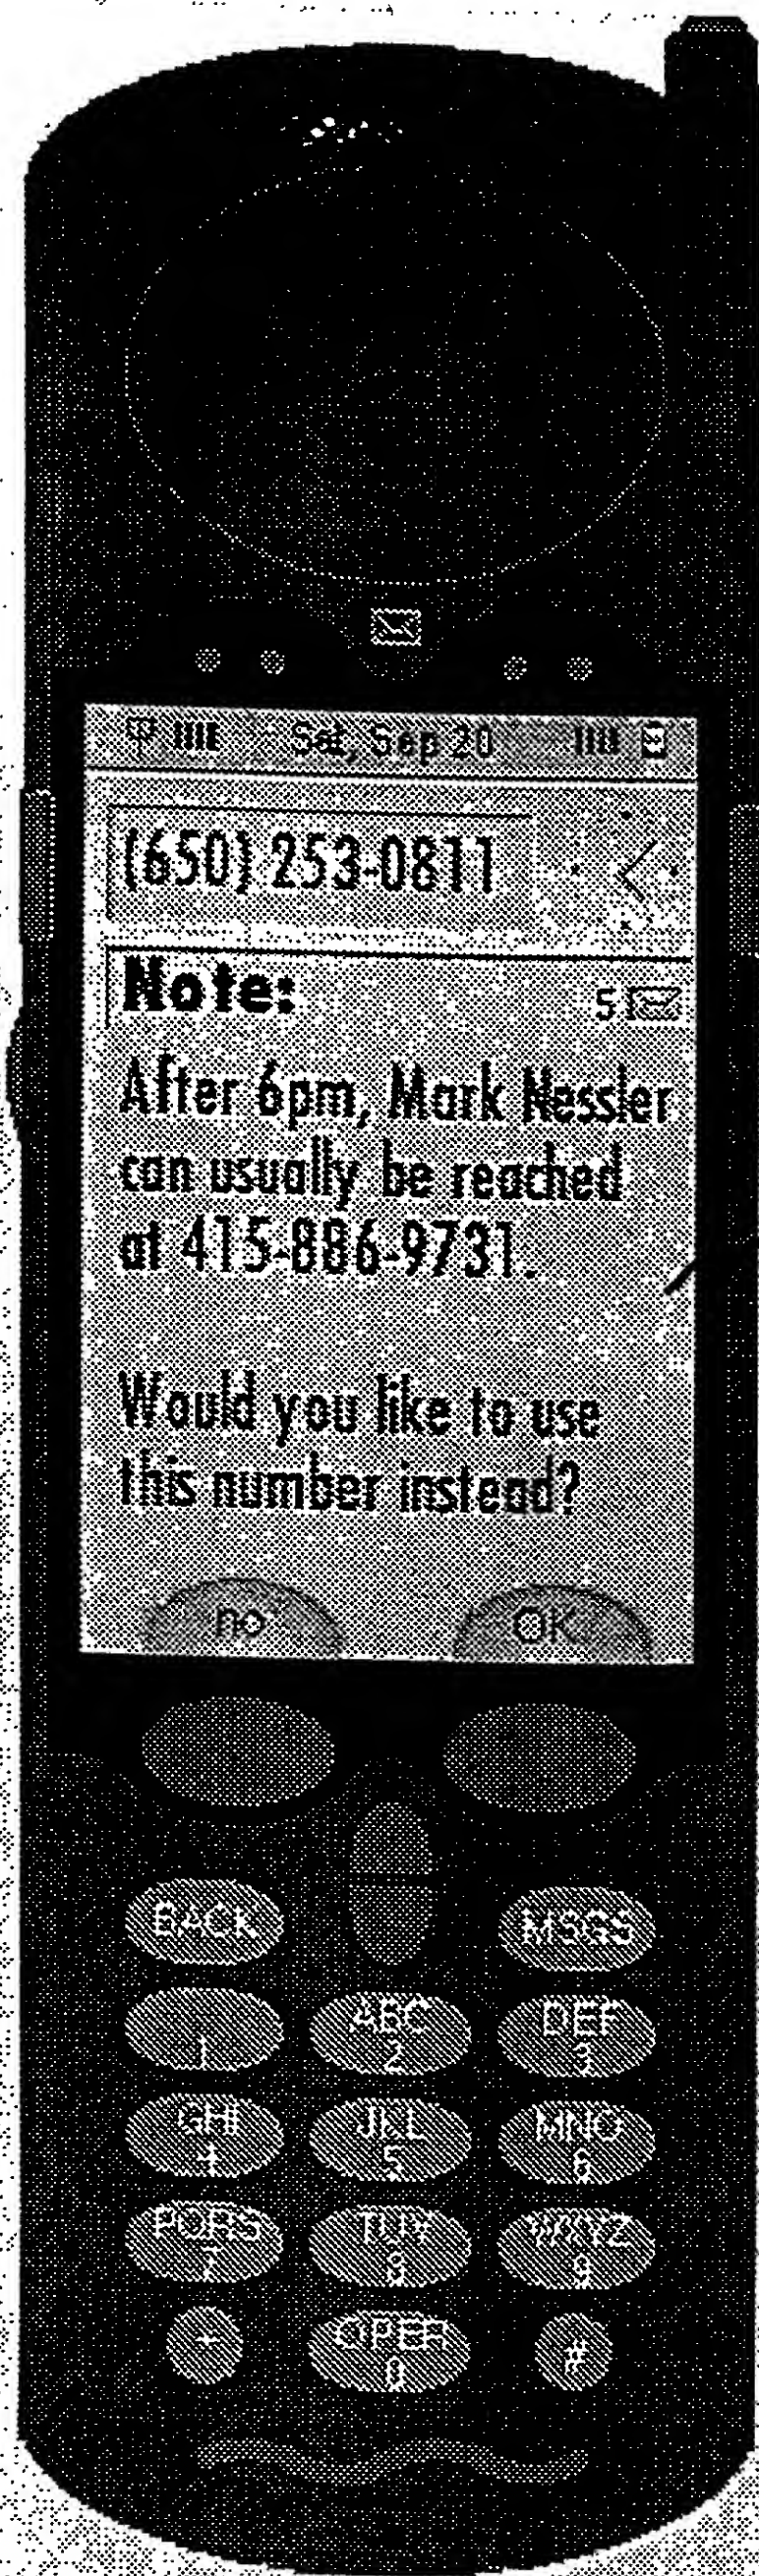 Sat, Sep 20
(650) 253-0811
Note:
5
After 6pm, Mark Nessler
can usually be reached
at 415-886-9731.
Would you like to use
this number instead?
no OK
BACK MSGS
1 ABC 2 DEF 3
GHI 4 JKL 5 MNO 6
PQRS 7 TUV 8 WXYZ 9
OPER 0 #